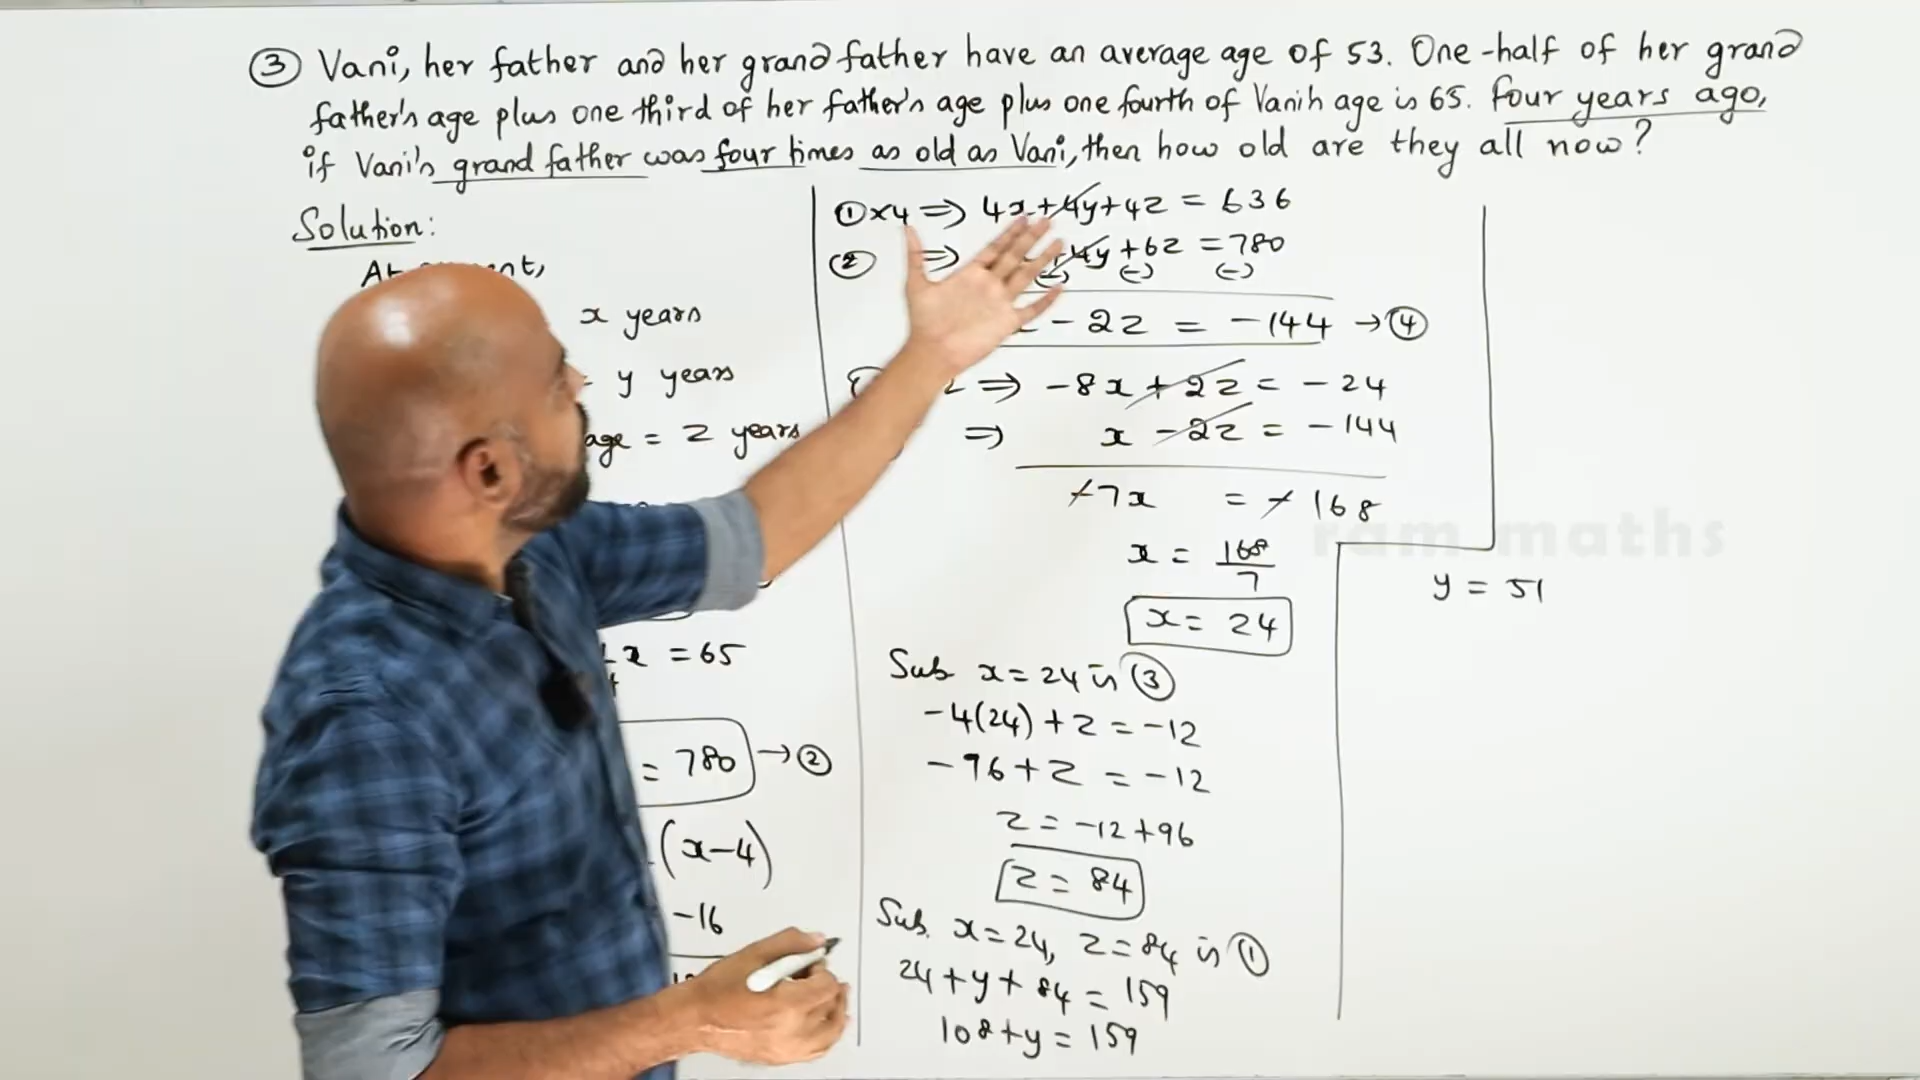 ③ Vani, her father and her grand father have an average age of 53. One-half of her grand
father's age plus one third of her father's age plus one fourth of Vani's age is 65. Four years ago,
if Vani's grand father was four times as old as Vani, then how old are they all now?
Solution:
x years
= y years
age = z years
x = 65
= 780 → ②
(x-4)
-16
① x4 ⇒ 4x+4y+4z = 636
② ⇒ +4y+6z = 780
(-) (-) (-)
- 2z = -144 → ④
⇒ -8x + 2z = -24
⇒ x - 2z = -144
-7x = -168
x = 168/7
x = 24
Sub x = 24 in ③
-4(24) + z = -12
-96 + z = -12
z = -12+96
z = 84
Sub. x = 24, z = 84 in ①
24 + y + 84 = 159
108 + y = 159
y = 51
ram maths